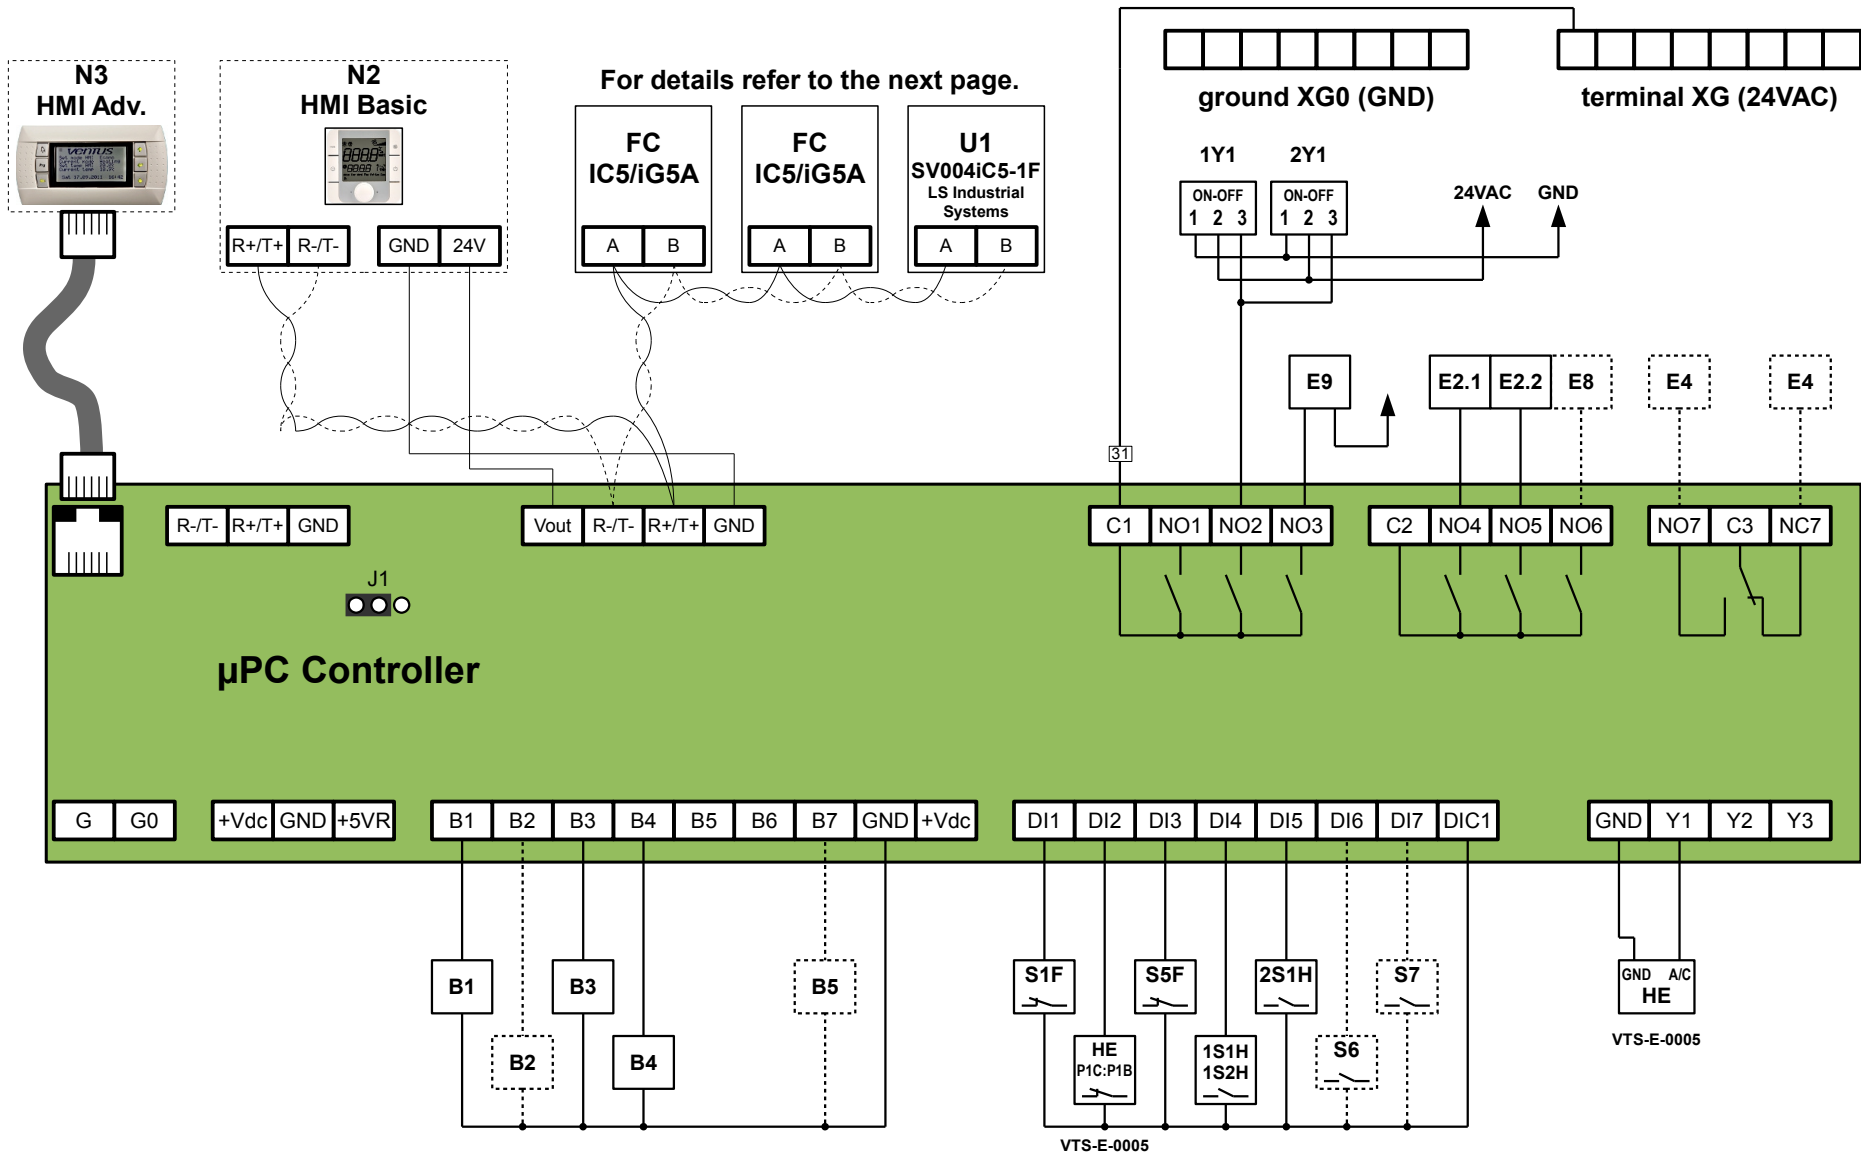 N3
HMI Adv.
VENTUS
N2
HMI Basic
R+/T+ R-/T- GND 24V
For details refer to the next page.
FC
IC5/iG5A
A B
FC
IC5/iG5A
A B
U1
SV004iC5-1F
LS Industrial
Systems
A B
ground XG0 (GND)
terminal XG (24VAC)
1Y1 2Y1
ON-OFF
1 2 3
ON-OFF
1 2 3
24VAC GND
E9 E2.1 E2.2 E8 E4 E4
31
R-/T- R+/T+ GND
Vout R-/T- R+/T+ GND
C1 NO1 NO2 NO3
C2 NO4 NO5 NO6
NO7 C3 NC7
J1
µPC Controller
G G0
+Vdc GND +5VR
B1 B2 B3 B4 B5 B6 B7 GND +Vdc
DI1 DI2 DI3 DI4 DI5 DI6 DI7 DIC1
GND Y1 Y2 Y3
B1 B3 B5
B2 B4
S1F S5F 2S1H S7
HE
P1C:P1B
1S1H
1S2H
S6
VTS-E-0005
GND A/C
HE
VTS-E-0005